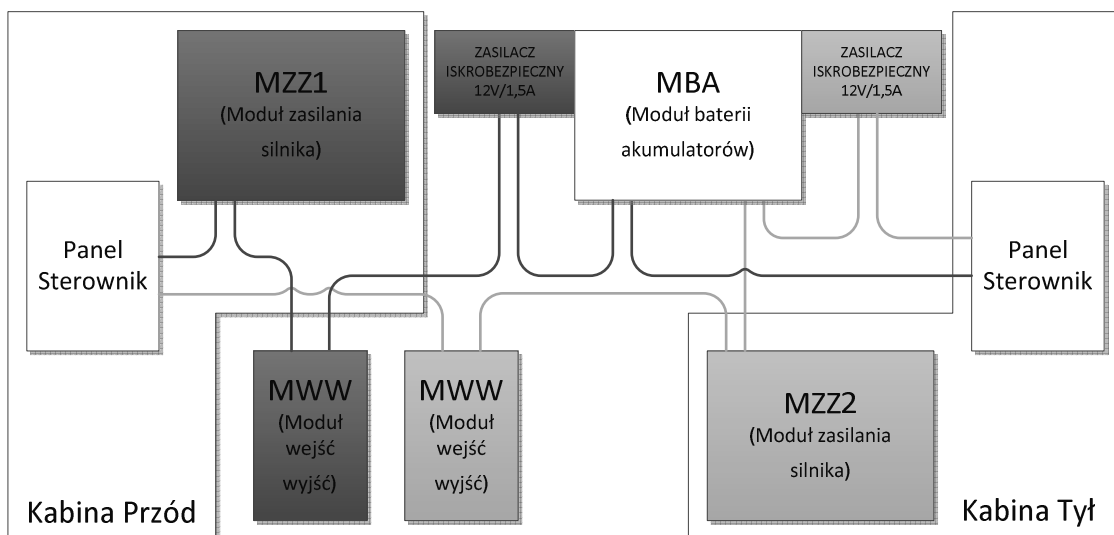 MZZ1
(Moduł zasilania
silnika)
ZASILACZ
ISKROBEZPIECZNY
12V/1,5A
MBA
(Moduł baterii
akumulatorów)
ZASILACZ
ISKROBEZPIECZNY
12V/1,5A
Panel
Sterownik
Panel
Sterownik
MWW
(Moduł
wejść
wyjść)
MWW
(Moduł
wejść
wyjść)
MZZ2
(Moduł zasilania
silnika)
Kabina Przód
Kabina Tył